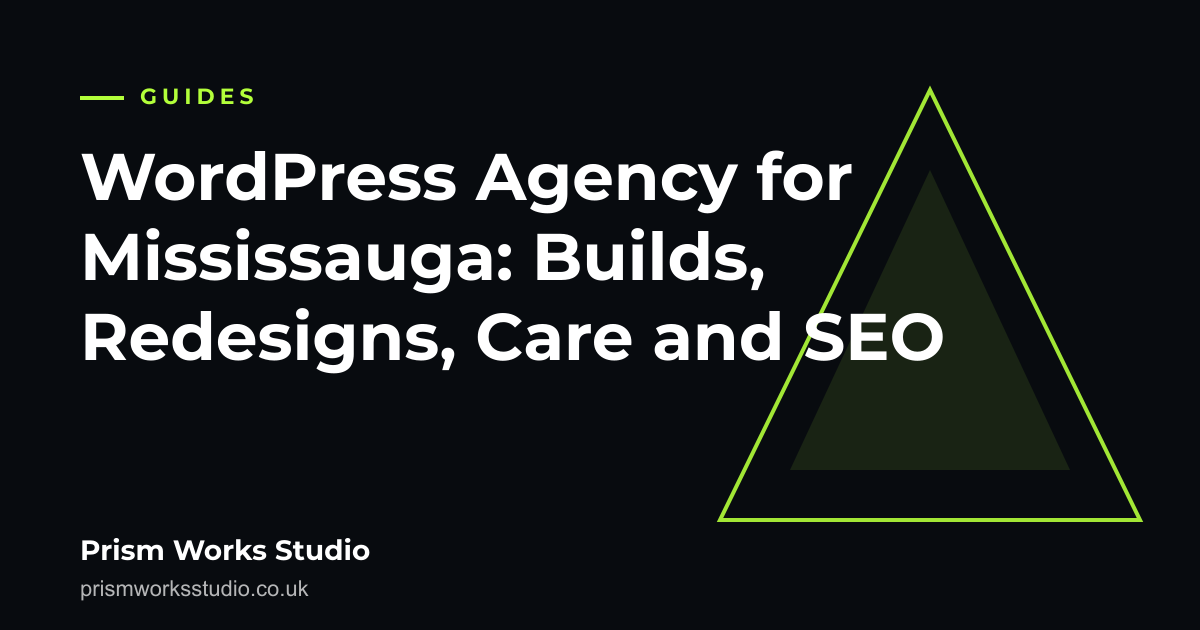 GUIDES
WordPress Agency for
Mississauga: Builds,
Redesigns, Care and SEO
Prism Works Studio
prismworksstudio.co.uk